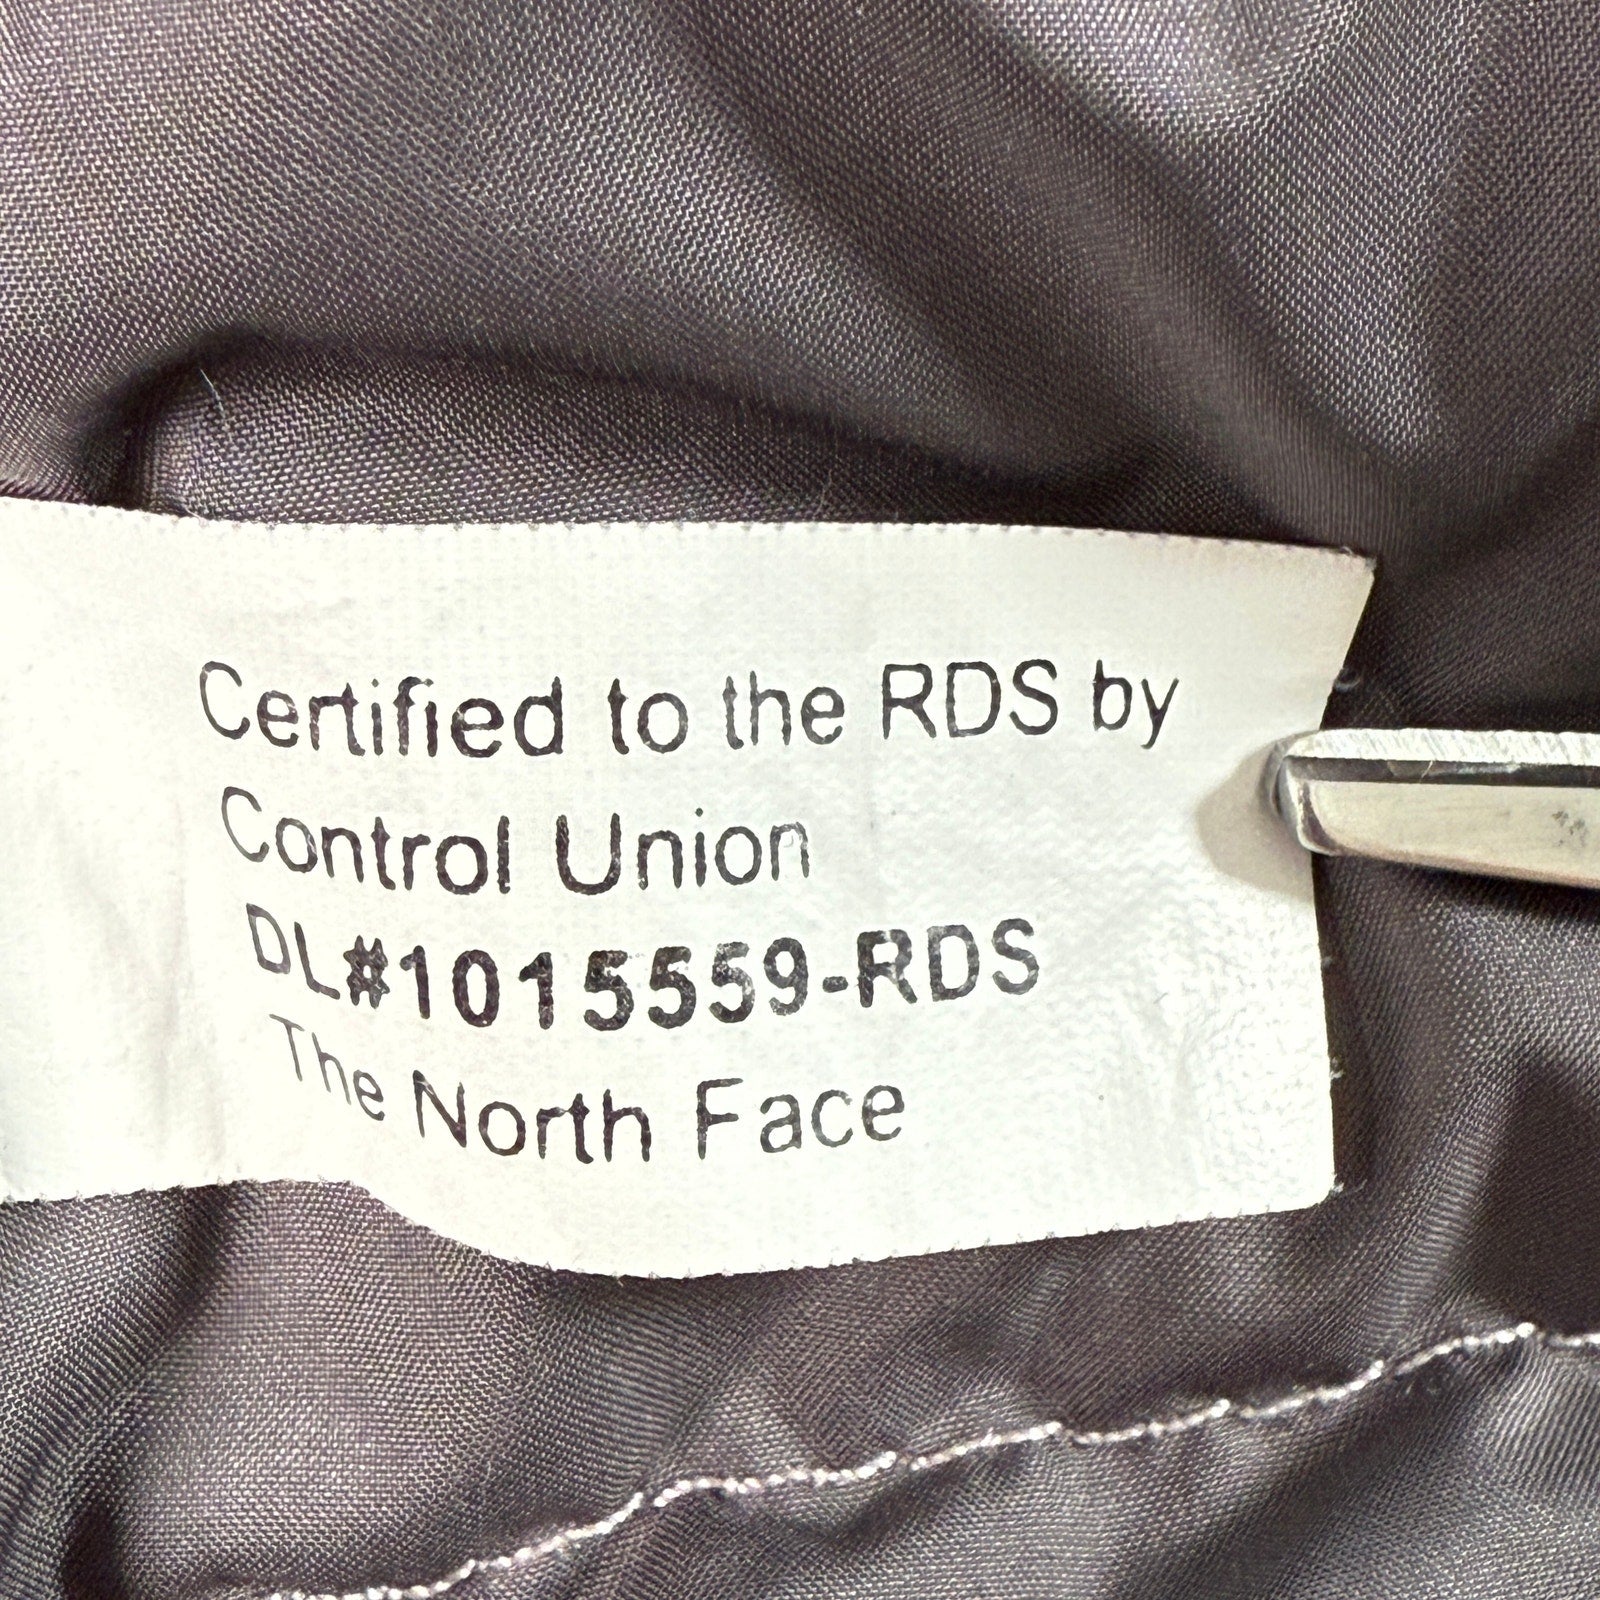 Certified to the RDS by
Control Union
DL#1015559-RDS
The North Face